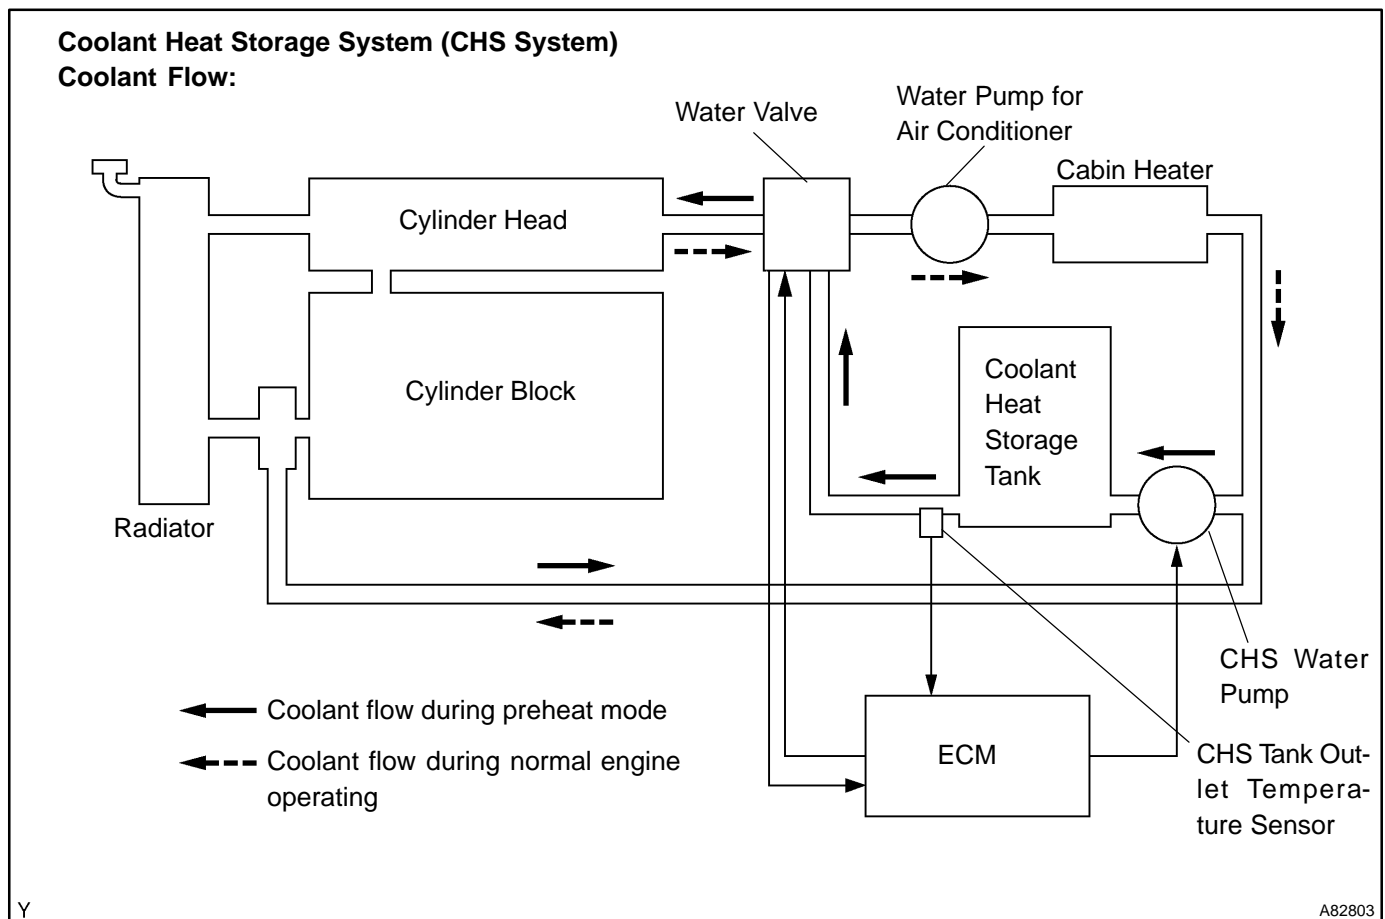 Coolant Heat Storage System (CHS System)
Coolant Flow:
Water Valve
Water Pump for
Air Conditioner
Cabin Heater
Cylinder Head
Cylinder Block
Coolant
Heat
Storage
Tank
Radiator
CHS Water
Pump
Coolant flow during preheat mode
Coolant flow during normal engine
operating
ECM
CHS Tank Out-
let Tempera-
ture Sensor
Y
A82803